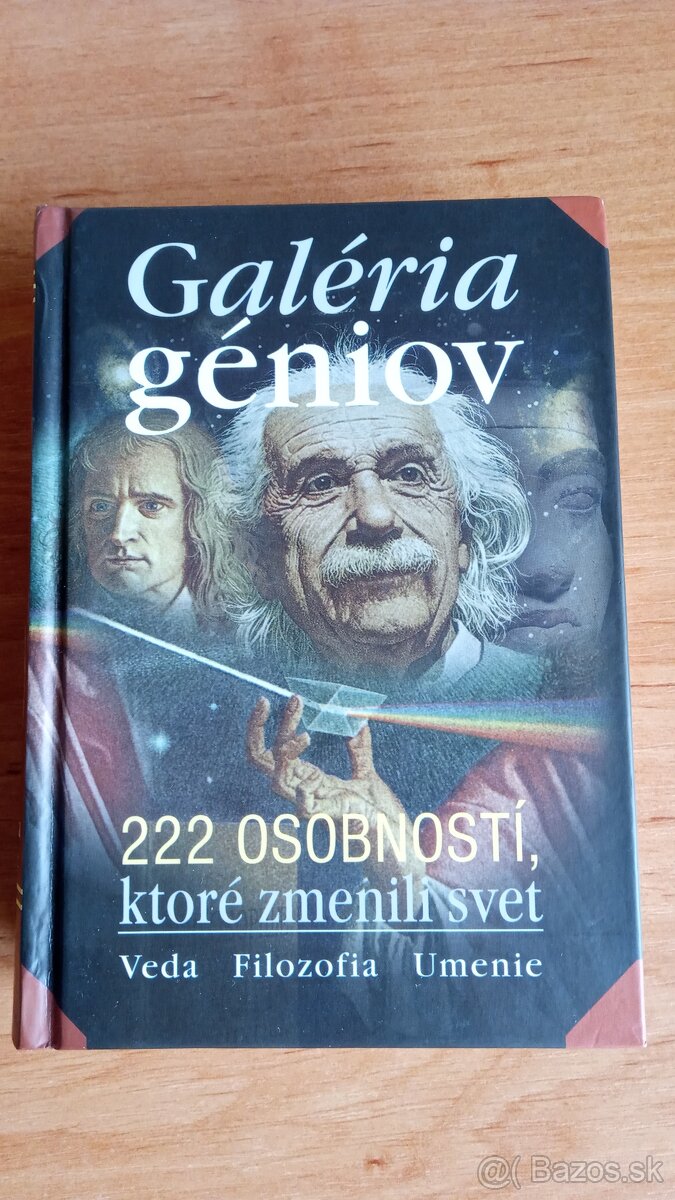 Galéria
géniov
222 OSOBNOSTÍ,
ktoré zmenili svet
Veda Filozofia Umenie
@( Bazos.sk